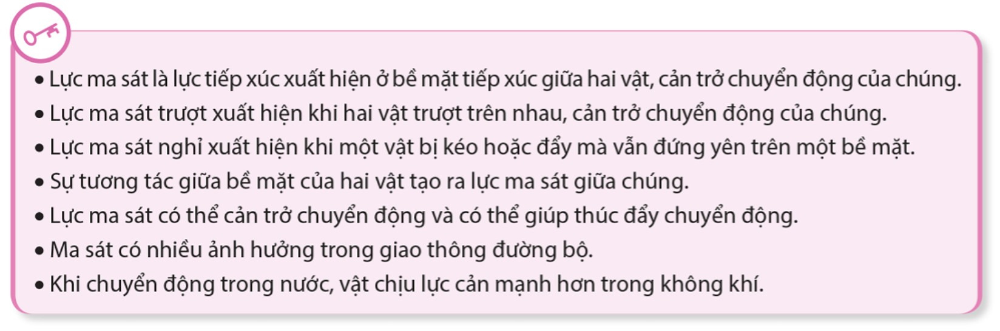 • Lực ma sát là lực tiếp xúc xuất hiện ở bề mặt tiếp xúc giữa hai vật, cản trở chuyển động của chúng.
• Lực ma sát trượt xuất hiện khi hai vật trượt trên nhau, cản trở chuyển động của chúng.
• Lực ma sát nghỉ xuất hiện khi một vật bị kéo hoặc đẩy mà vẫn đứng yên trên một bề mặt.
• Sự tương tác giữa bề mặt của hai vật tạo ra lực ma sát giữa chúng.
• Lực ma sát có thể cản trở chuyển động và có thể giúp thúc đẩy chuyển động.
• Ma sát có nhiều ảnh hưởng trong giao thông đường bộ.
• Khi chuyển động trong nước, vật chịu lực cản mạnh hơn trong không khí.